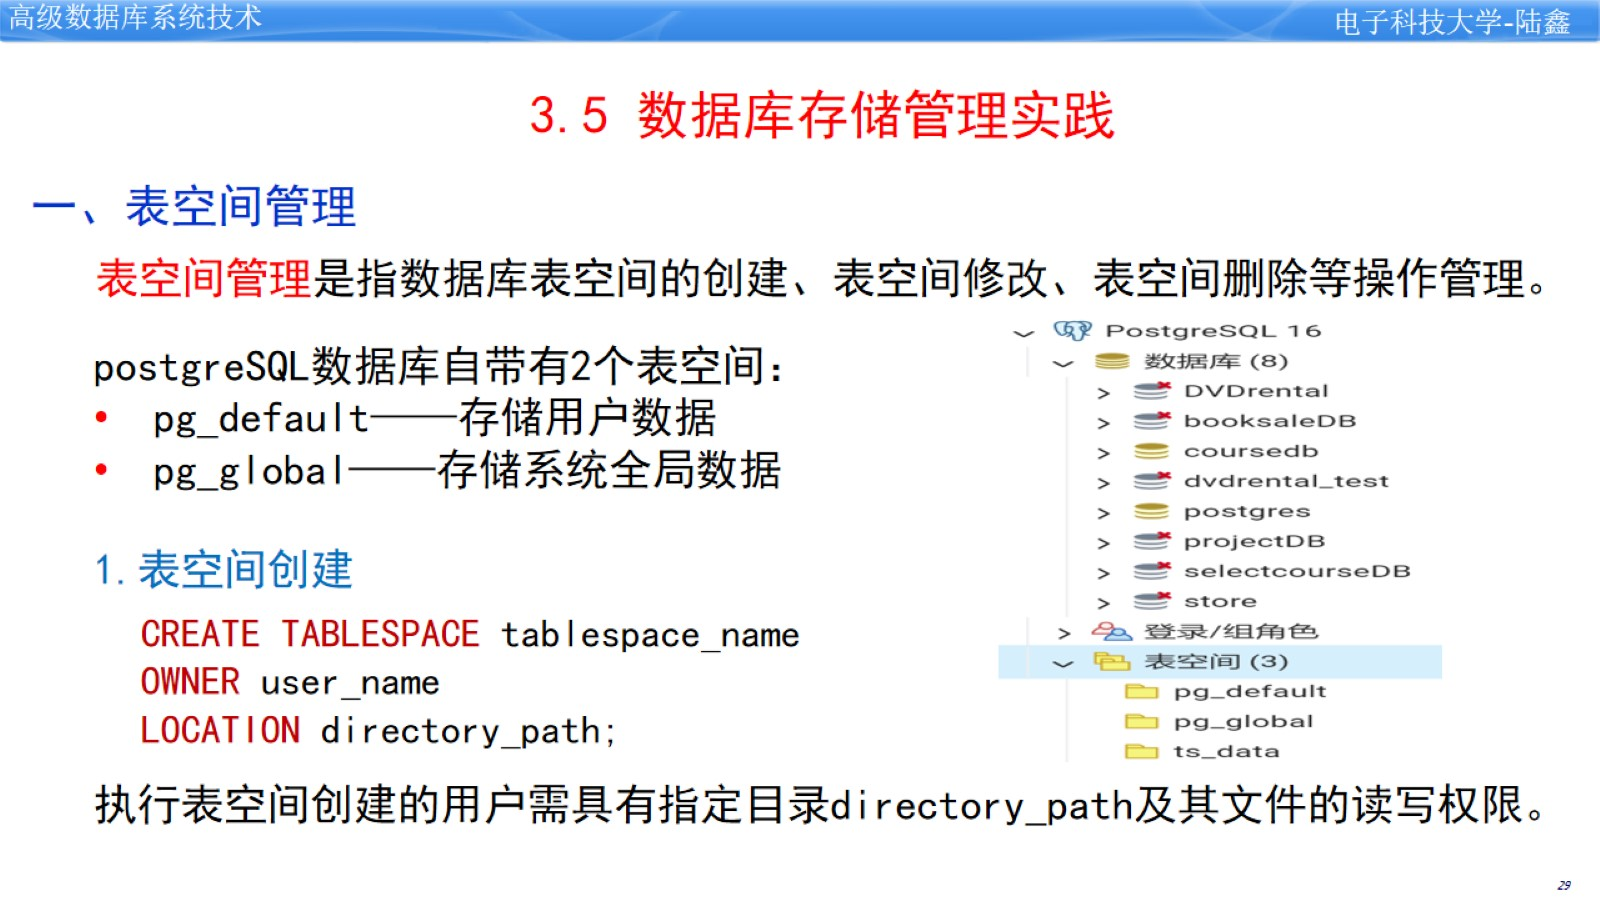 高级数据库系统技术
电子科技大学-陆鑫
3.5 数据库存储管理实践
一、表空间管理
表空间管理是指数据库表空间的创建、表空间修改、表空间删除等操作管理。
postgreSQL数据库自带有2个表空间：
• pg_default——存储用户数据
• pg_global——存储系统全局数据
1.表空间创建
CREATE TABLESPACE tablespace_name
OWNER user_name
LOCATION directory_path;
PostgreSQL 16
数据库 (8)
DVDrental
booksaleDB
coursedb
dvdrental_test
postgres
projectDB
selectcourseDB
store
登录/组角色
表空间 (3)
pg_default
pg_global
ts_data
执行表空间创建的用户需具有指定目录directory_path及其文件的读写权限。
29